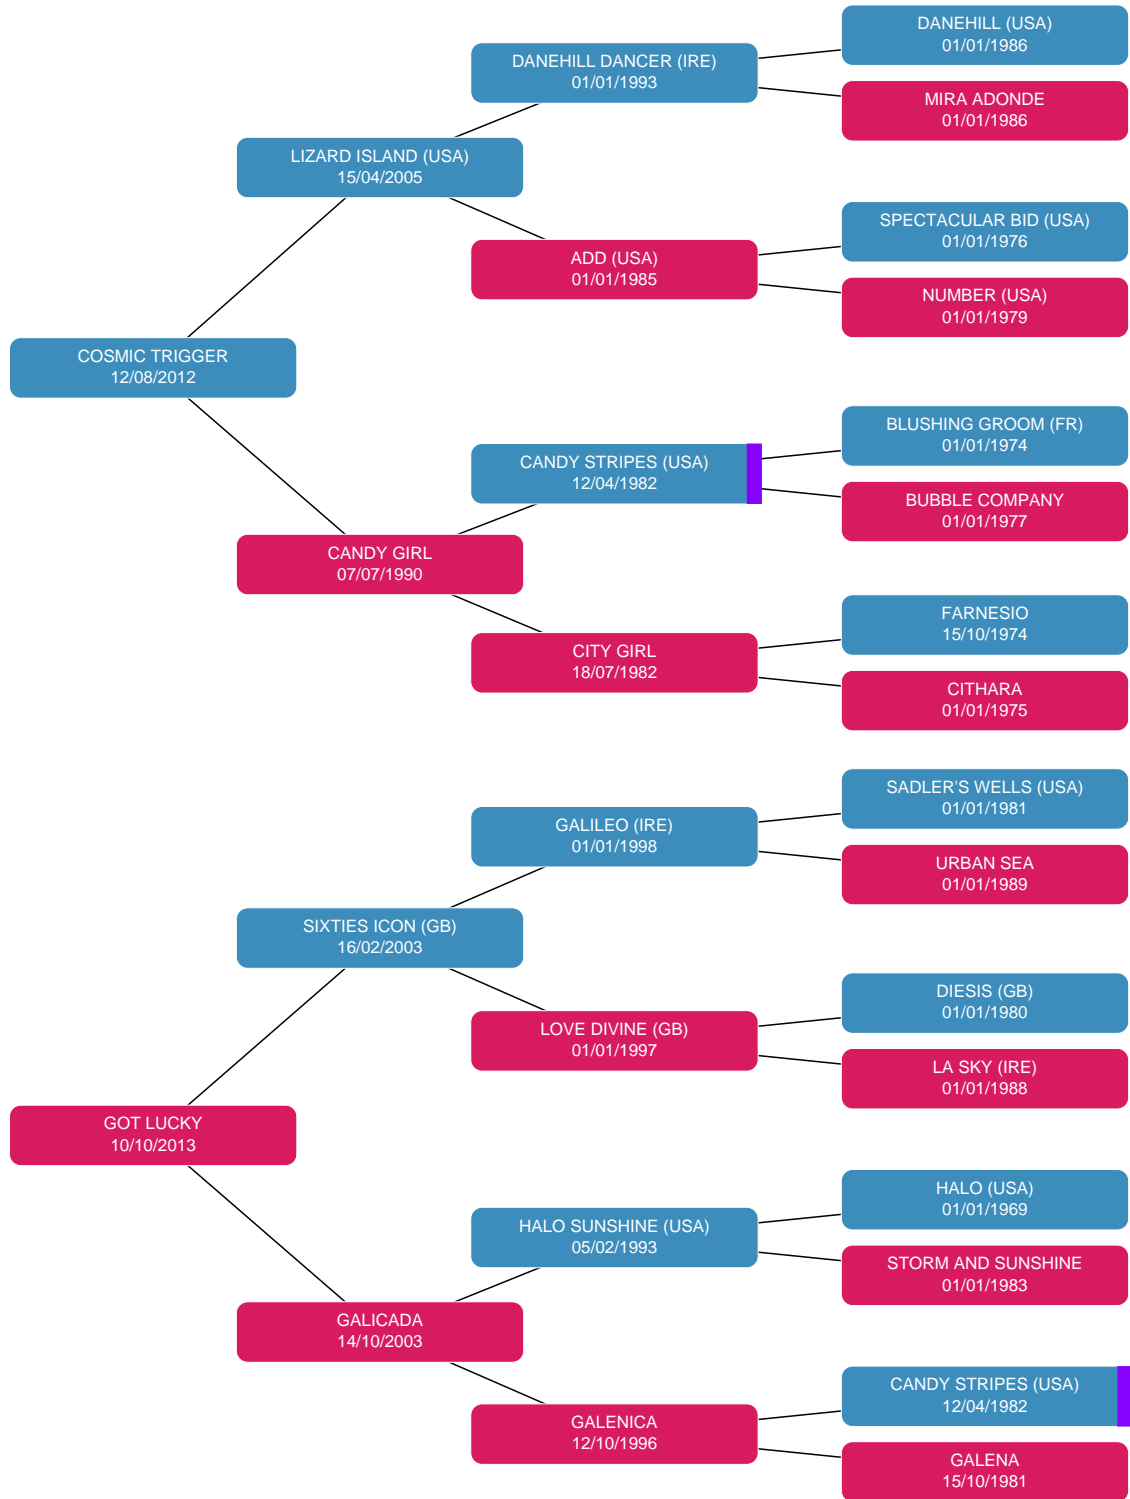 DANEHILL (USA)
01/01/1986
DANEHILL DANCER (IRE)
01/01/1993
MIRA ADONDE
01/01/1986
LIZARD ISLAND (USA)
15/04/2005
SPECTACULAR BID (USA)
01/01/1976
ADD (USA)
01/01/1985
NUMBER (USA)
01/01/1979
COSMIC TRIGGER
12/08/2012
BLUSHING GROOM (FR)
01/01/1974
CANDY STRIPES (USA)
12/04/1982
BUBBLE COMPANY
01/01/1977
CANDY GIRL
07/07/1990
FARNESIO
15/10/1974
CITY GIRL
18/07/1982
CITHARA
01/01/1975
SADLER'S WELLS (USA)
01/01/1981
GALILEO (IRE)
01/01/1998
URBAN SEA
01/01/1989
SIXTIES ICON (GB)
16/02/2003
DIESIS (GB)
01/01/1980
LOVE DIVINE (GB)
01/01/1997
LA SKY (IRE)
01/01/1988
GOT LUCKY
10/10/2013
HALO (USA)
01/01/1969
HALO SUNSHINE (USA)
05/02/1993
STORM AND SUNSHINE
01/01/1983
GALICADA
14/10/2003
CANDY STRIPES (USA)
12/04/1982
GALENICA
12/10/1996
GALENA
15/10/1981